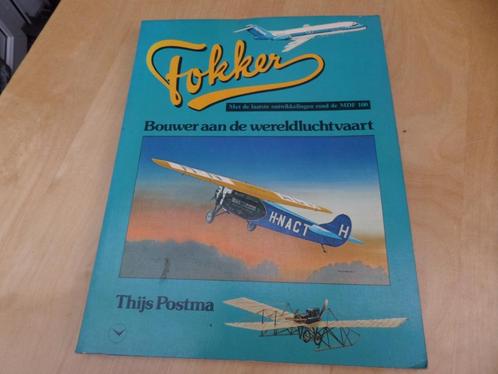 Fokker
Met de laatste ontwikkelingen rond de MDF 100
Bouwer aan de wereldluchtvaart
H-NACT H
Thijs Postma